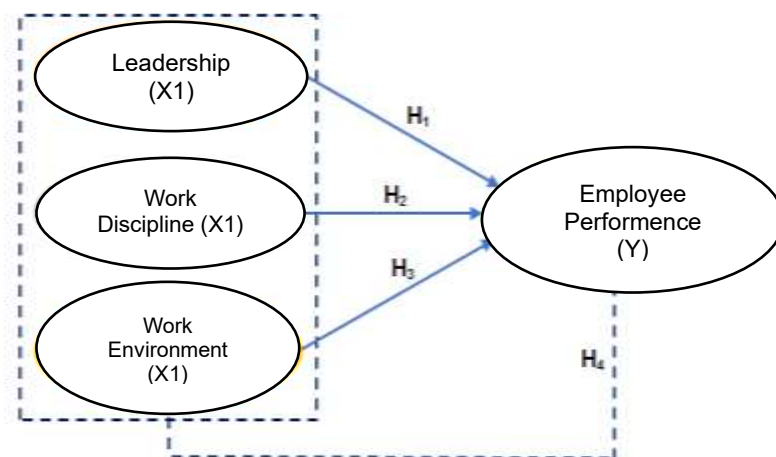 Leadership
(X1)
H₁
Work
Discipline (X1)
H₂
Employee
Performence
(Y)
H₃
Work
Environment
(X1)
H₄